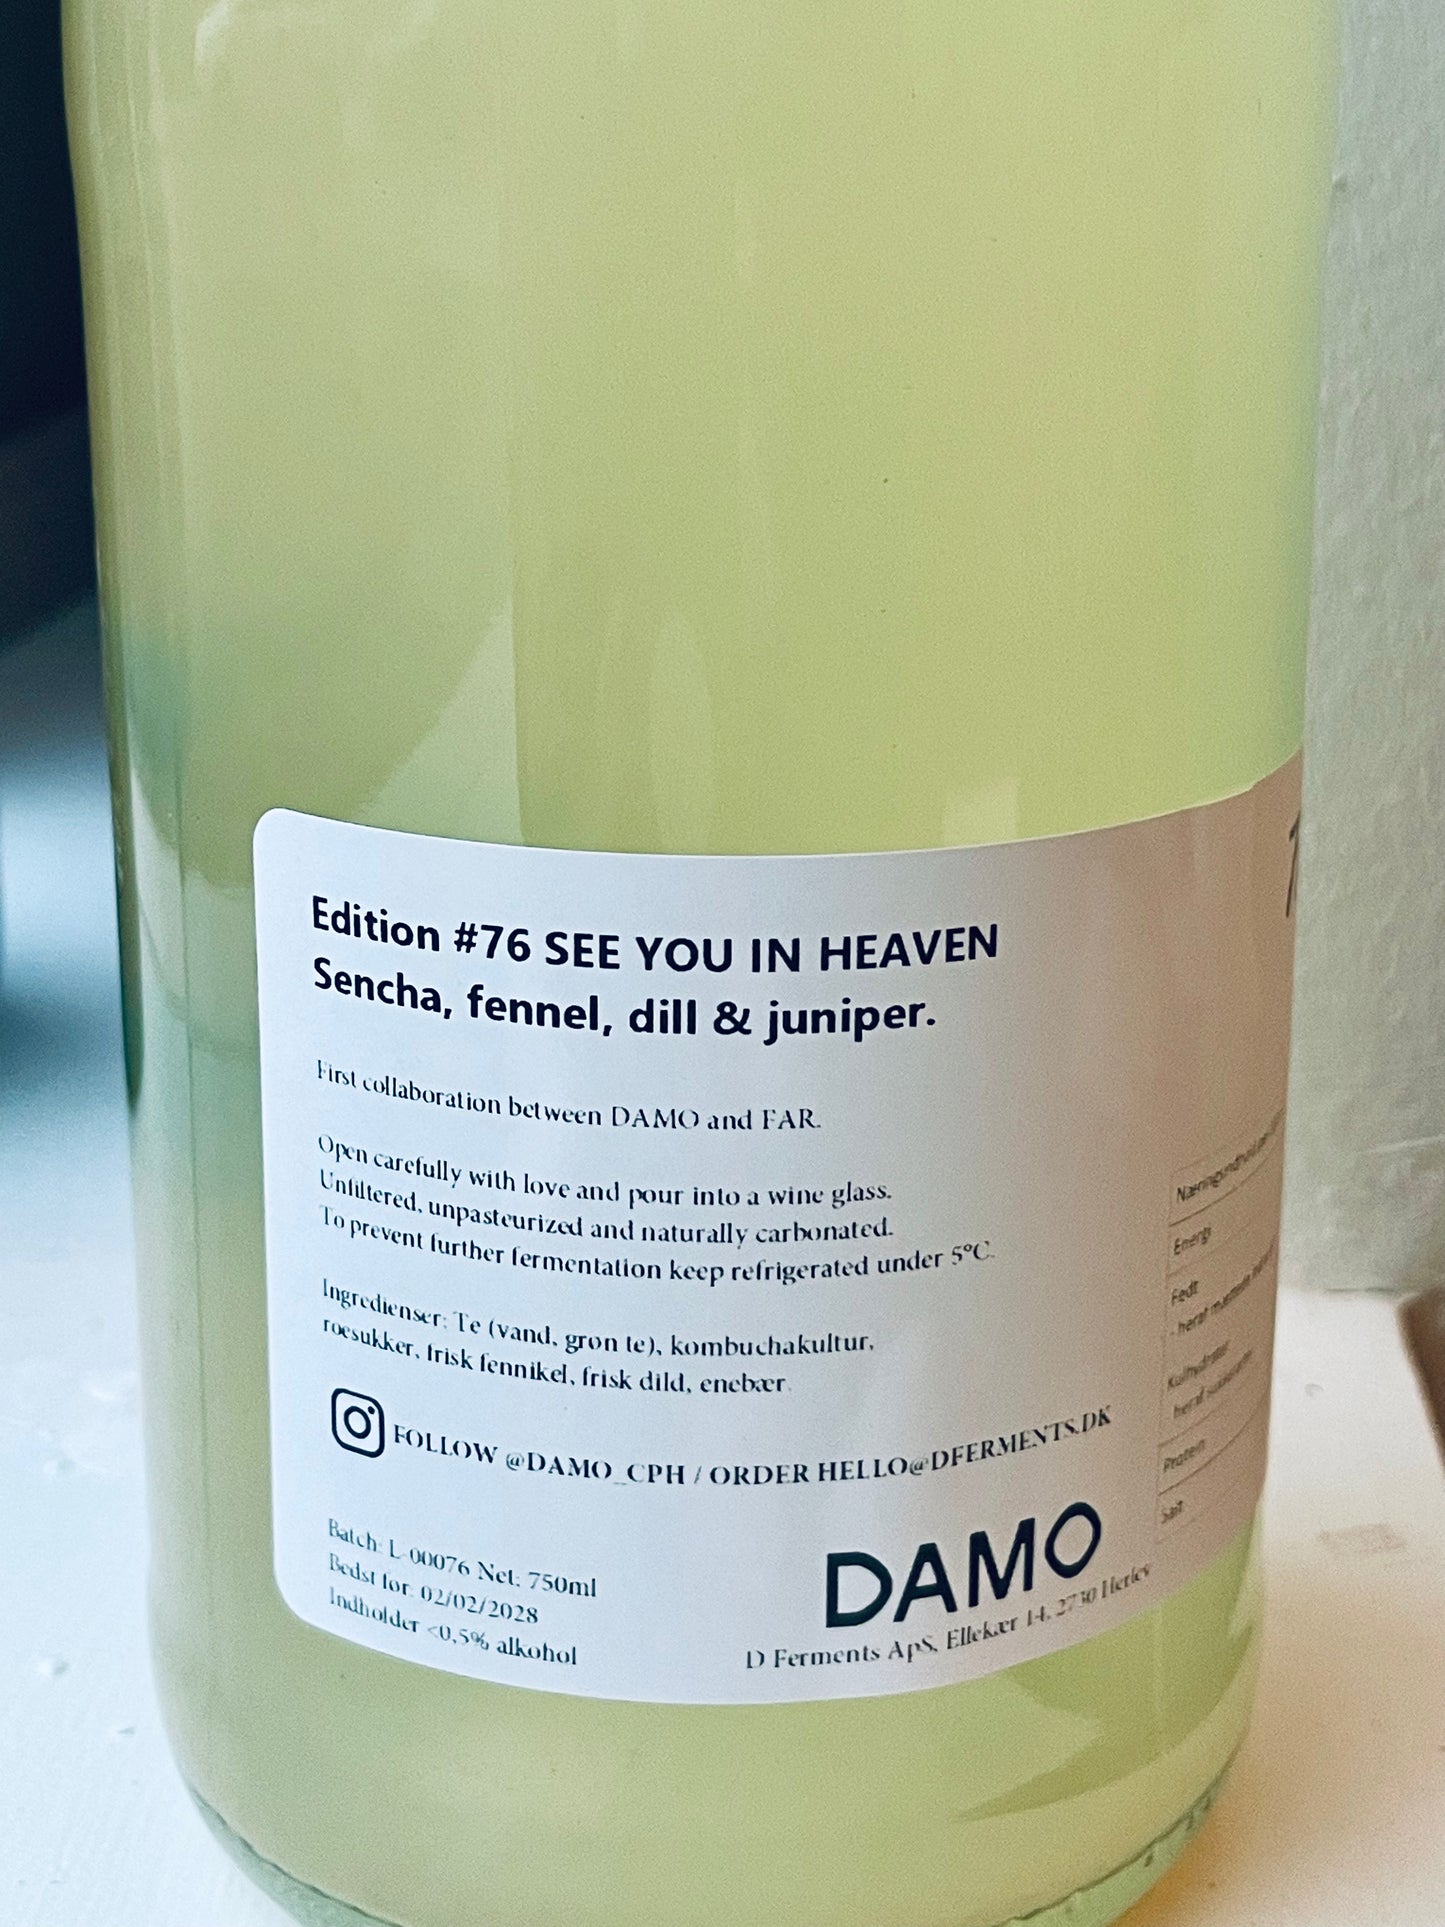 Edition #76 SEE YOU IN HEAVEN
Sencha, fennel, dill & juniper.
First collaboration between DAMO and FAR.
Open carefully with love and pour into a wine glass.
Unfiltered, unpasteurized and naturally carbonated.
To prevent further fermentation keep refrigerated under 5°C.
Ingredienser: Te (vand, grøn te), kombuchakultur,
roesukker, frisk fennikel, frisk dild, enebær.
FOLLOW @DAMO_CPH / ORDER HELLO@DFERMENTS.DK
Batch: L-00076 Net: 750ml
Bedst før: 02/02/2028
Indholder <0,5% alkohol
DAMO
D Ferments ApS, Ellekær 14, 2730 Herlev
Energi
Fedt
- heraf
Kulhydrater
Protein
Salt